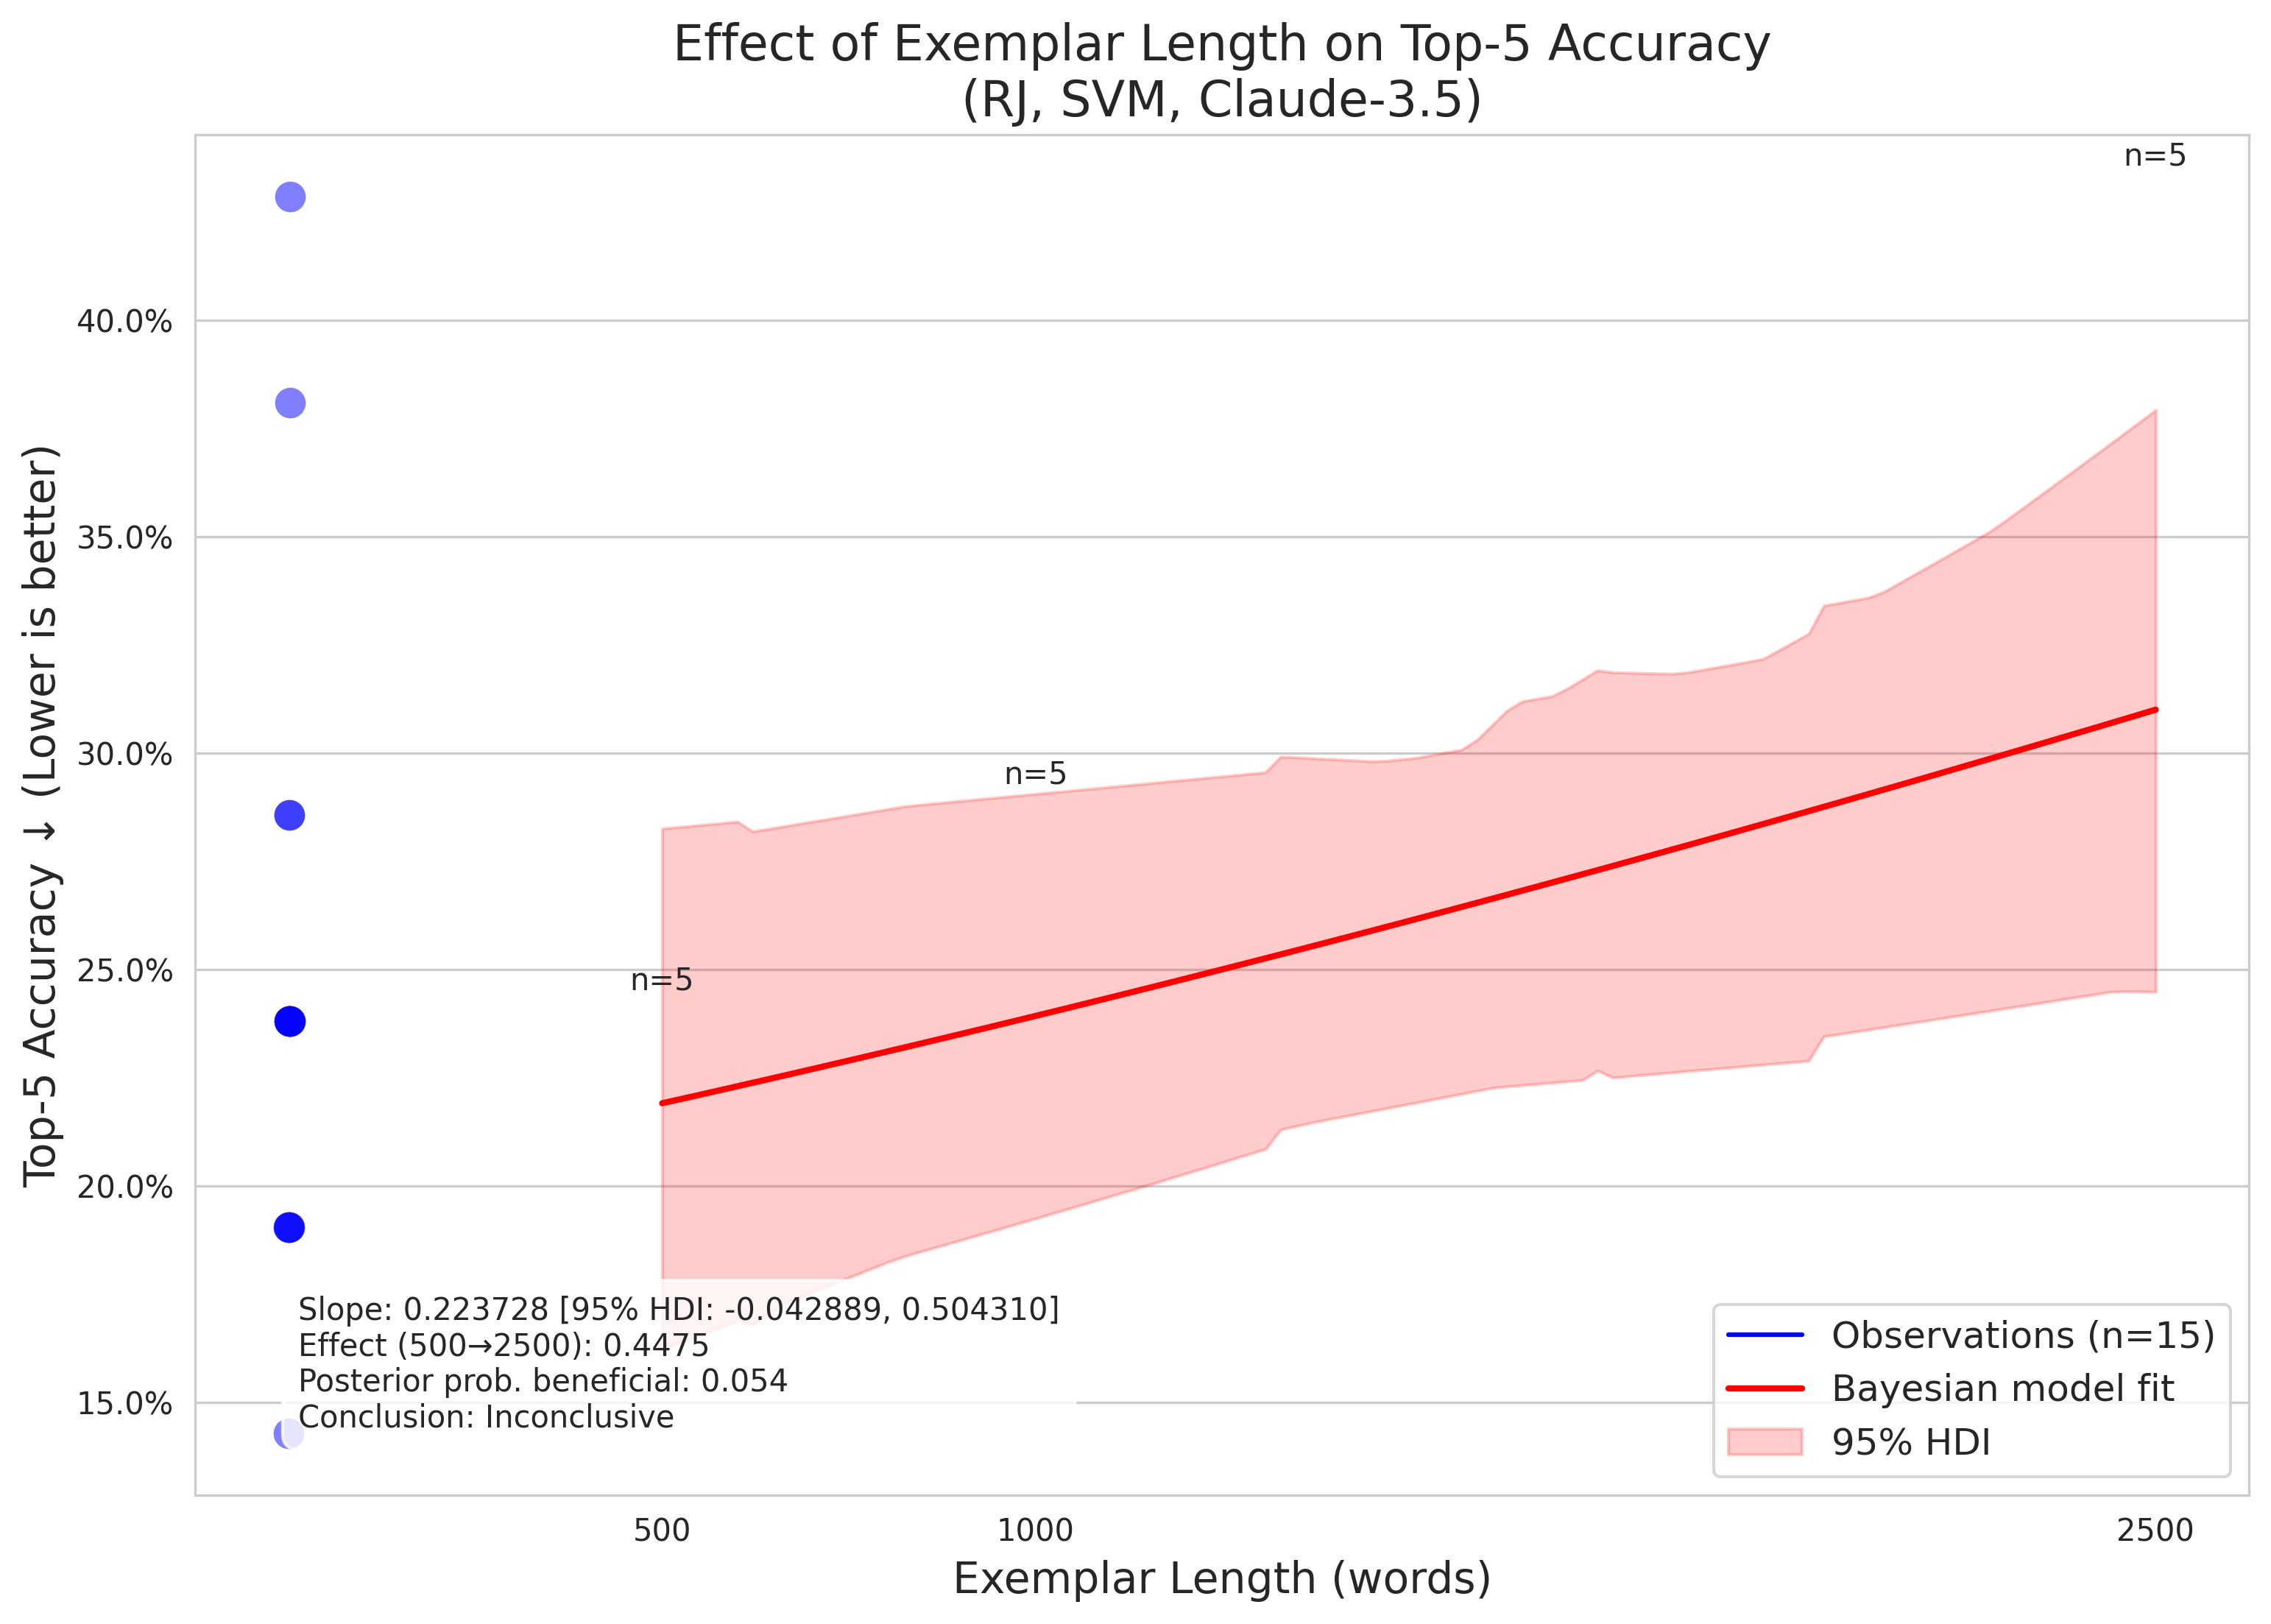 Effect of Exemplar Length on Top-5 Accuracy
(RJ, SVM, Claude-3.5)
n=5
40.0%
35.0%
30.0%
n=5
25.0%
n=5
20.0%
15.0%
Top-5 Accuracy ↓ (Lower is better)
Slope: 0.223728 [95% HDI: -0.042889, 0.504310]
Effect (500→2500): 0.4475
Posterior prob. beneficial: 0.054
Conclusion: Inconclusive
Observations (n=15)
Bayesian model fit
95% HDI
500
1000
2500
Exemplar Length (words)